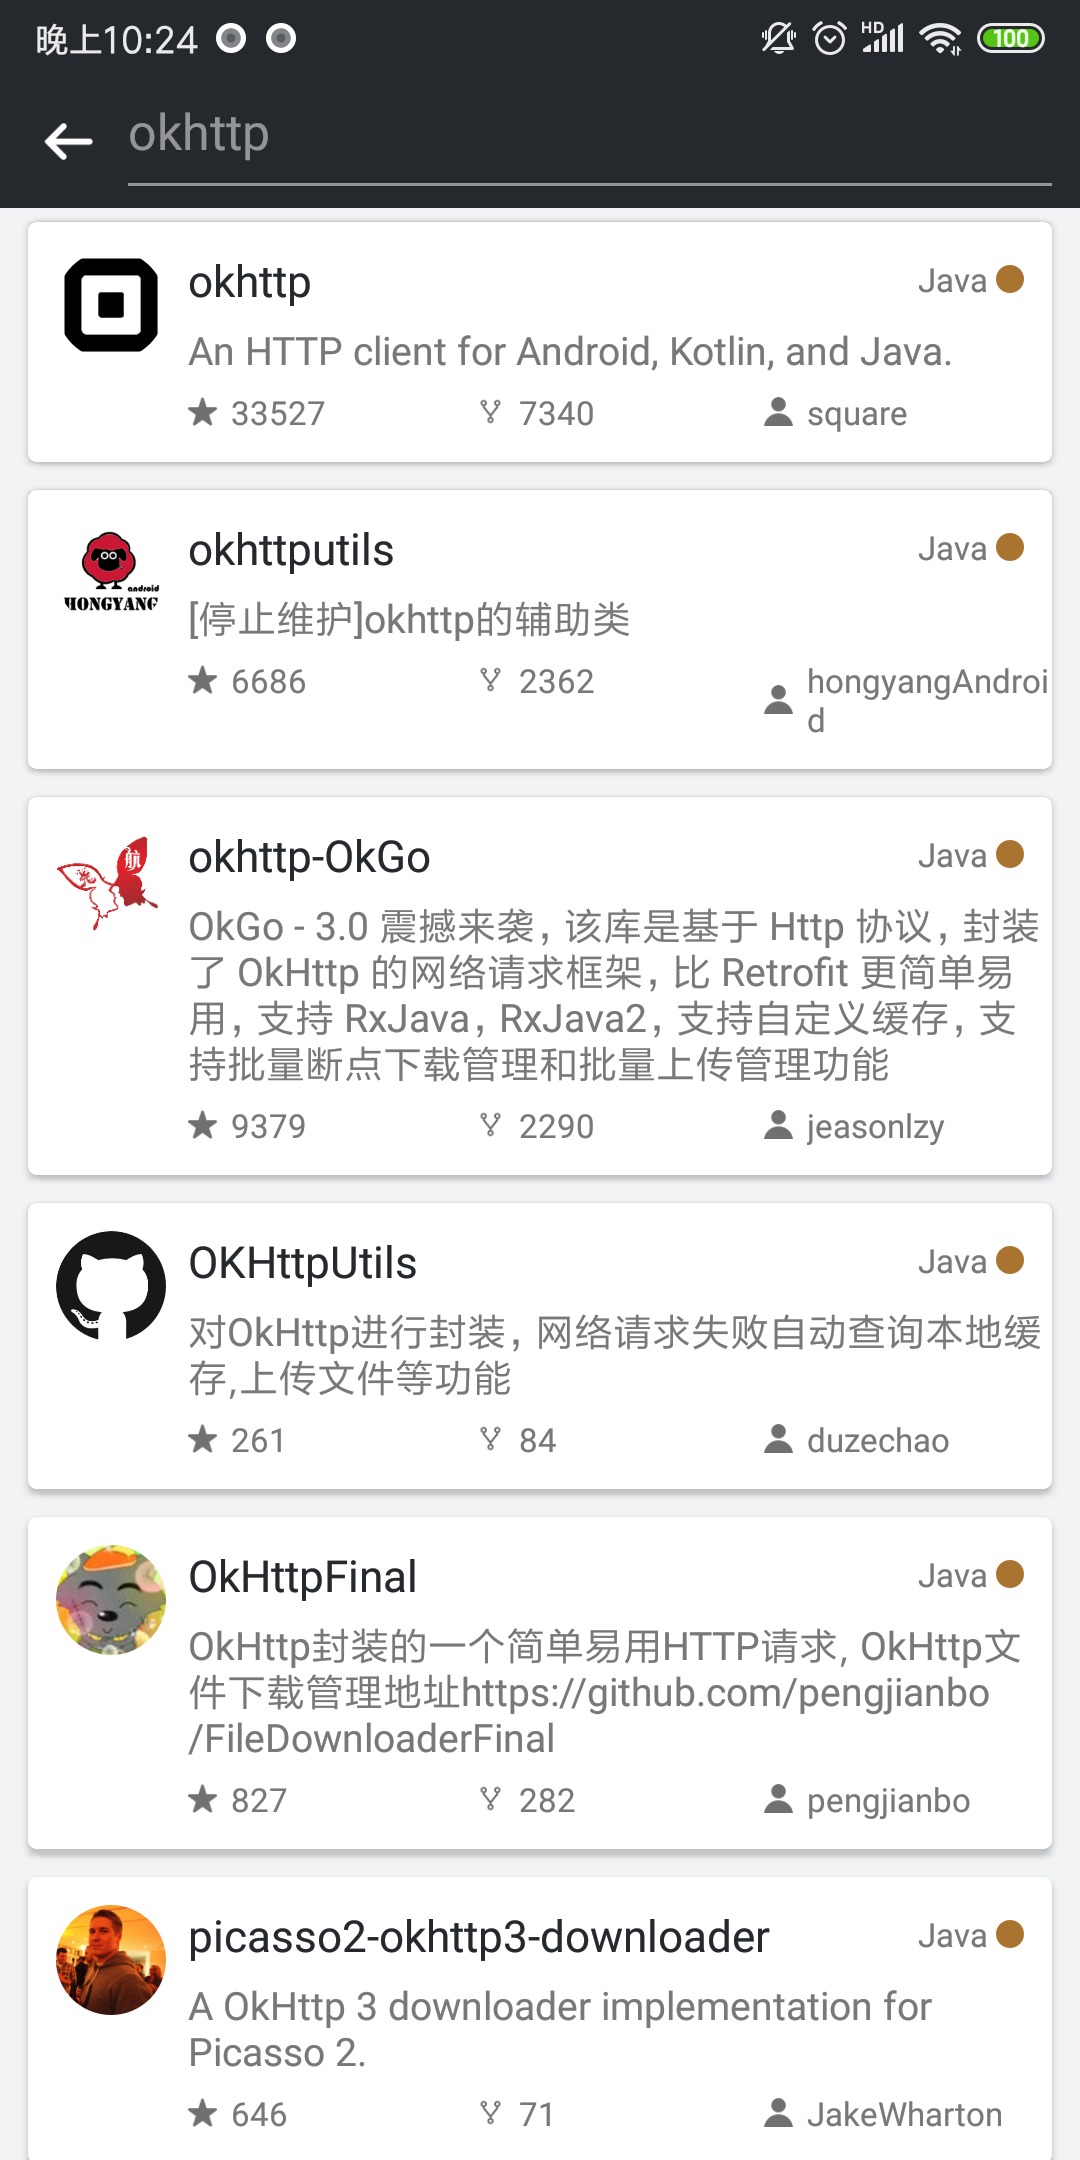 晚上10:24
HD
100
okhttp
okhttp
Java
An HTTP client for Android, Kotlin, and Java.
33527
7340
square
android
HONGYANG
okhttputils
Java
[停止维护]okhttp的辅助类
6686
2362
hongyangAndroi
d
航
okhttp-OkGo
Java
OkGo - 3.0 震撼来袭，该库是基于 Http 协议，封装
了 OkHttp 的网络请求框架，比 Retrofit 更简单易
用，支持 RxJava，RxJava2，支持自定义缓存，支
持批量断点下载管理和批量上传管理功能
9379
2290
jeasonlzy
OKHttpUtils
Java
对OkHttp进行封装，网络请求失败自动查询本地缓
存,上传文件等功能
261
84
duzechao
OkHttpFinal
Java
OkHttp封装的一个简单易用HTTP请求, OkHttp文
件下载管理地址https://github.com/pengjianbo
/FileDownloaderFinal
827
282
pengjianbo
picasso2-okhttp3-downloader
Java
A OkHttp 3 downloader implementation for
Picasso 2.
646
71
JakeWharton